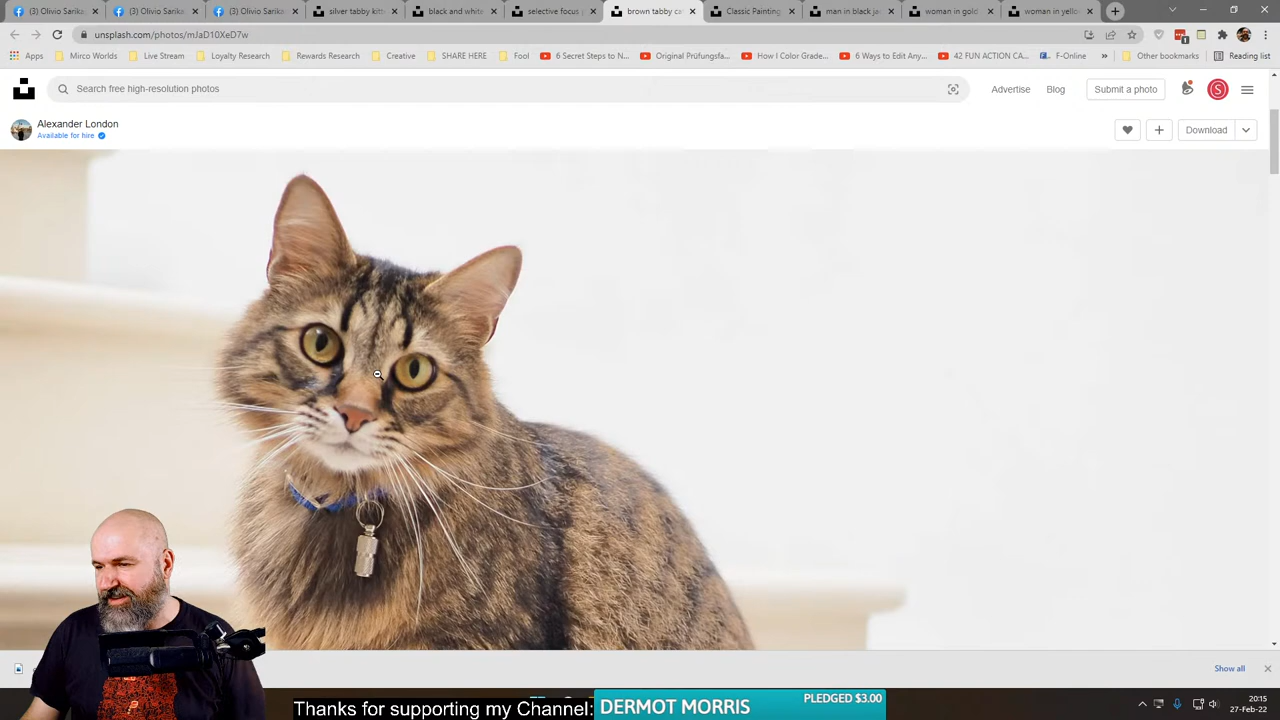 (3) Olivio Sarika
(3) Olivio Sarika
(3) Olivio Sarika
silver tabby kitt
black and white
selective focus p
brown tabby ca
Classic Painting
man in black ja
woman in gold
woman in yello
unsplash.com/photos/mJaD10XeD7w
Apps
Mirco Worlds
Live Stream
Loyalty Research
Rewards Research
Creative
SHARE HERE
Fool
6 Secret Steps to N...
Original Prüfungsfa...
How I Color Grade...
6 Ways to Edit Any...
42 FUN ACTION CA...
F-Online
»
Other bookmarks
Reading list
Search free high-resolution photos
Advertise
Blog
Submit a photo
S
Alexander London
Available for hire
Download
Show all
Thanks for supporting my Channel:
DERMOT MORRIS
PLEDGED $3.00
27-Feb-22